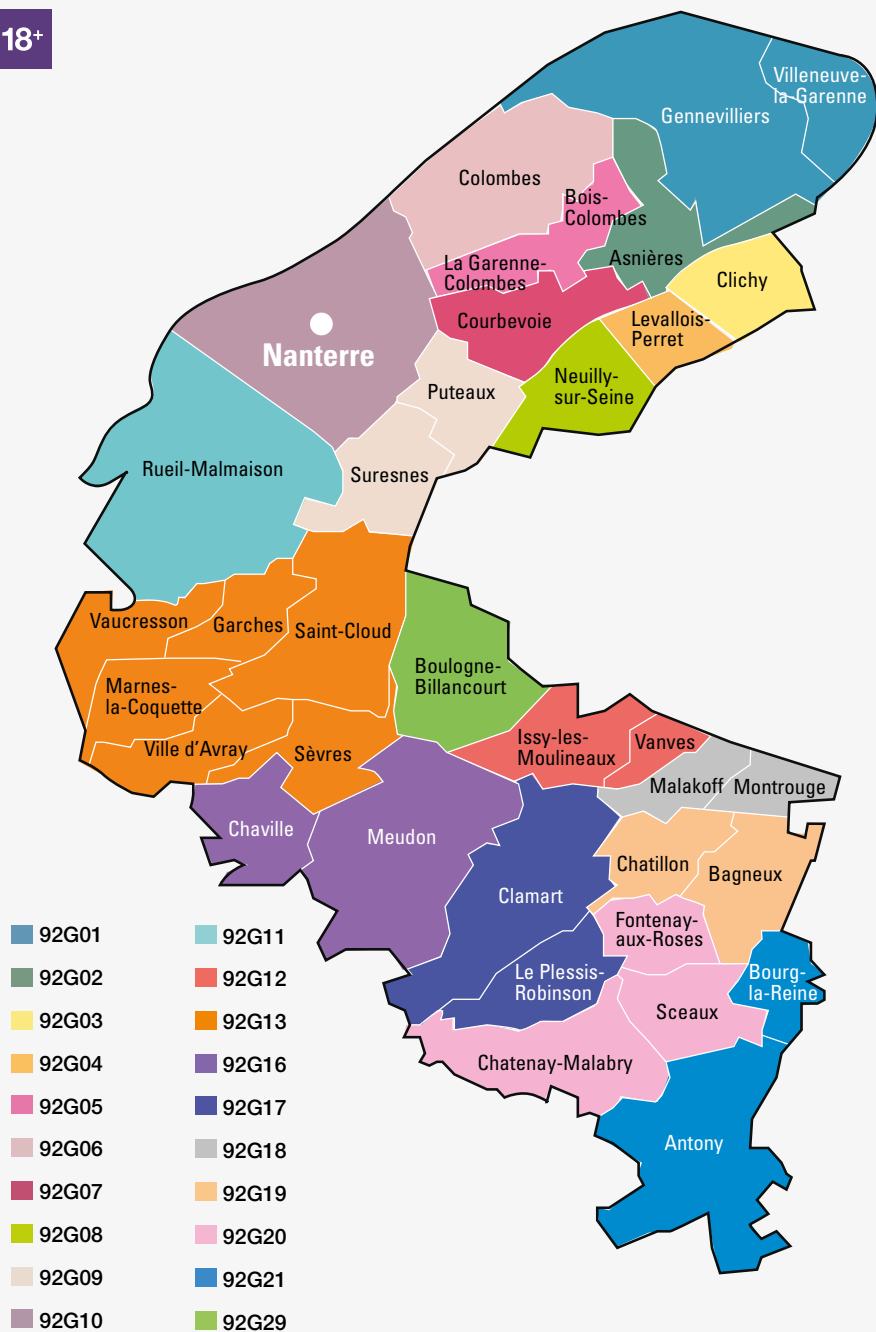 18+
Villeneuve-
la-Garenne
Gennevilliers
Colombes
Bois-
Colombes
Asnières
La Garenne-
Colombes
Clichy
Courbevoie
Levallois-
Perret
Nanterre
Puteaux
Neuilly-
sur-Seine
Rueil-Malmaison
Suresnes
Vaucresson
Garches
Saint-Cloud
Marnes-
la-Coquette
Boulogne-
Billancourt
Ville d’Avray
Sèvres
Issy-les-
Moulineaux
Vanves
Malakoff
Montrouge
Chaville
Meudon
Chatillon
Bagneux
Clamart
Fontenay-
aux-Roses
Le Plessis-
Robinson
Bourg-
la-Reine
Sceaux
Chatenay-Malabry
Antony
92G01
92G02
92G03
92G04
92G05
92G06
92G07
92G08
92G09
92G10
92G11
92G12
92G13
92G16
92G17
92G18
92G19
92G20
92G21
92G29